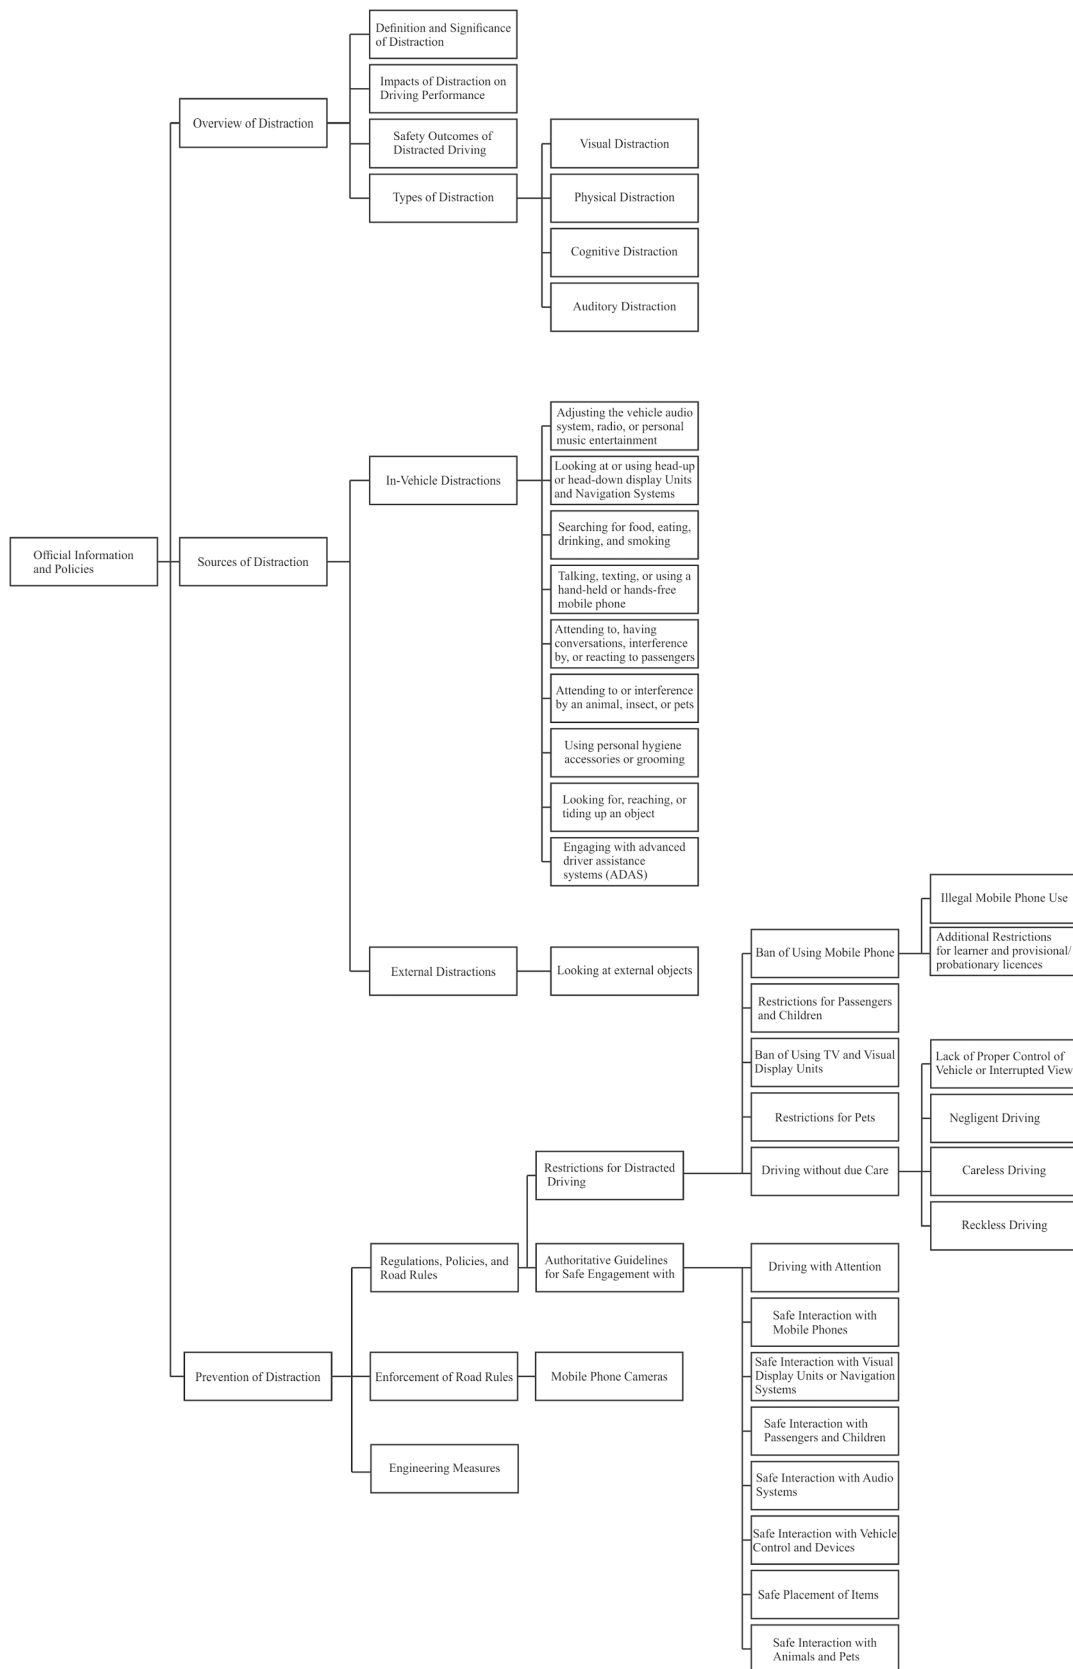 Definition and Significance
of Distraction
Impacts of Distraction on
Driving Performance
Overview of Distraction
Safety Outcomes of
Distracted Driving
Visual Distraction
Types of Distraction
Physical Distraction
Cognitive Distraction
Auditory Distraction
Adjusting the vehicle audio
system, radio, or personal
music entertainment
In-Vehicle Distractions
Looking at or using head-up
or head-down display Units
and Navigation Systems
Searching for food, eating,
drinking, and smoking
Official Information
and Policies
Sources of Distraction
Talking, texting, or using a
hand-held or hands-free
mobile phone
Attending to, having
conversations, interference
by, or reacting to passengers
Attending to or interference
by an animal, insect, or pets
Using personal hygiene
accessories or grooming
Looking for, reaching, or
tiding up an object
Engaging with advanced
driver assistance
systems (ADAS)
External Distractions
Looking at external objects
Ban of Using Mobile Phone
Illegal Mobile Phone Use
Additional Restrictions
for learner and provisional/
probationary licences
Restrictions for Passengers
and Children
Ban of Using TV and Visual
Display Units
Restrictions for Pets
Restrictions for Distracted
Driving
Driving without due Care
Lack of Proper Control of
Vehicle or Interrupted View
Negligent Driving
Careless Driving
Reckless Driving
Regulations, Policies, and
Road Rules
Authoritative Guidelines
for Safe Engagement with
Driving with Attention
Safe Interaction with
Mobile Phones
Prevention of Distraction
Enforcement of Road Rules
Mobile Phone Cameras
Safe Interaction with Visual
Display Units or Navigation
Systems
Safe Interaction with
Passengers and Children
Engineering Measures
Safe Interaction with Audio
Systems
Safe Interaction with Vehicle
Control and Devices
Safe Placement of Items
Safe Interaction with
Animals and Pets